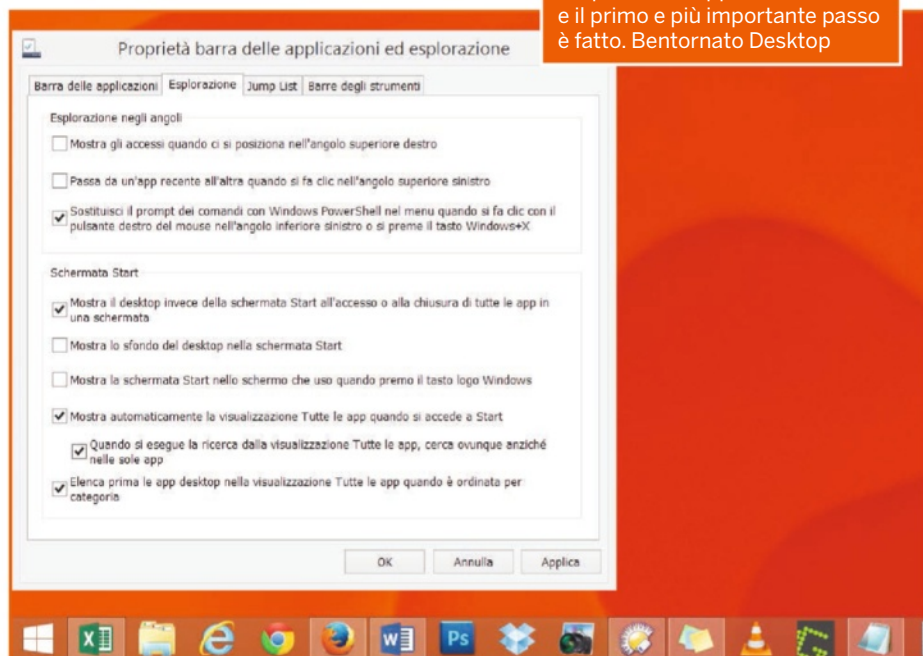 e il primo e più importante passo
è fatto. Bentornato Desktop
Proprietà barra delle applicazioni ed esplorazione
Barra delle applicazioni Esplorazione Jump List Barre degli strumenti
Esplorazione negli angoli
Mostra gli accessi quando ci si posiziona nell'angolo superiore destro
Passa da un'app recente all'altra quando si fa clic nell'angolo superiore sinistro
Sostituisci il prompt dei comandi con Windows PowerShell nel menu quando si fa clic con il
pulsante destro del mouse nell'angolo inferiore sinistro o si preme il tasto Windows+X
Schermata Start
Mostra il desktop invece della schermata Start all'accesso o alla chiusura di tutte le app in
una schermata
Mostra lo sfondo del desktop nella schermata Start
Mostra la schermata Start nello schermo che uso quando premo il tasto logo Windows
Mostra automaticamente la visualizzazione Tutte le app quando si accede a Start
Quando si esegue la ricerca dalla visualizzazione Tutte le app, cerca ovunque anziché
nelle sole app
Elenca prima le app desktop nella visualizzazione Tutte le app quando è ordinata per
categoria
OK Annulla Applica
Ps